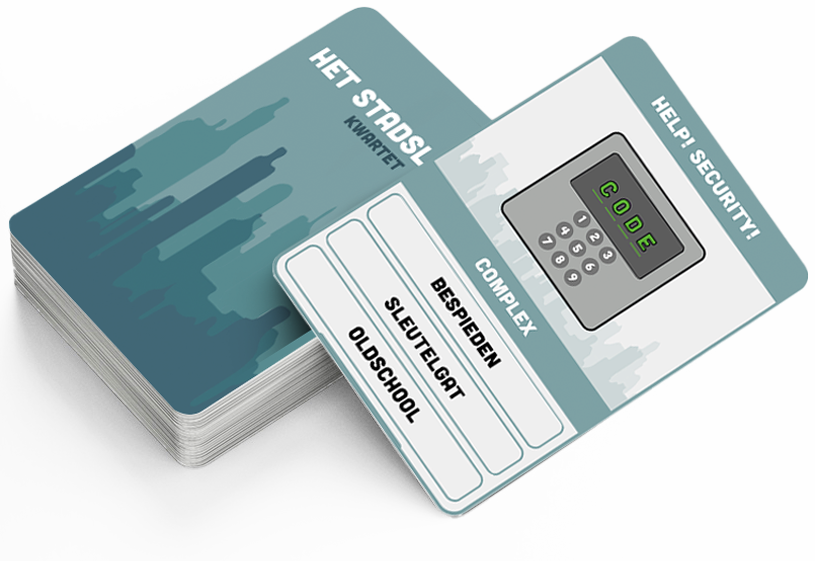 HET STADSL
KWARTET
HELP! SECURITY!
CODE
1 2 3
4 5 6
7 8 9
COMPLEX
BESPIEDEN
SLEUTELGAT
OLDSCHOOL